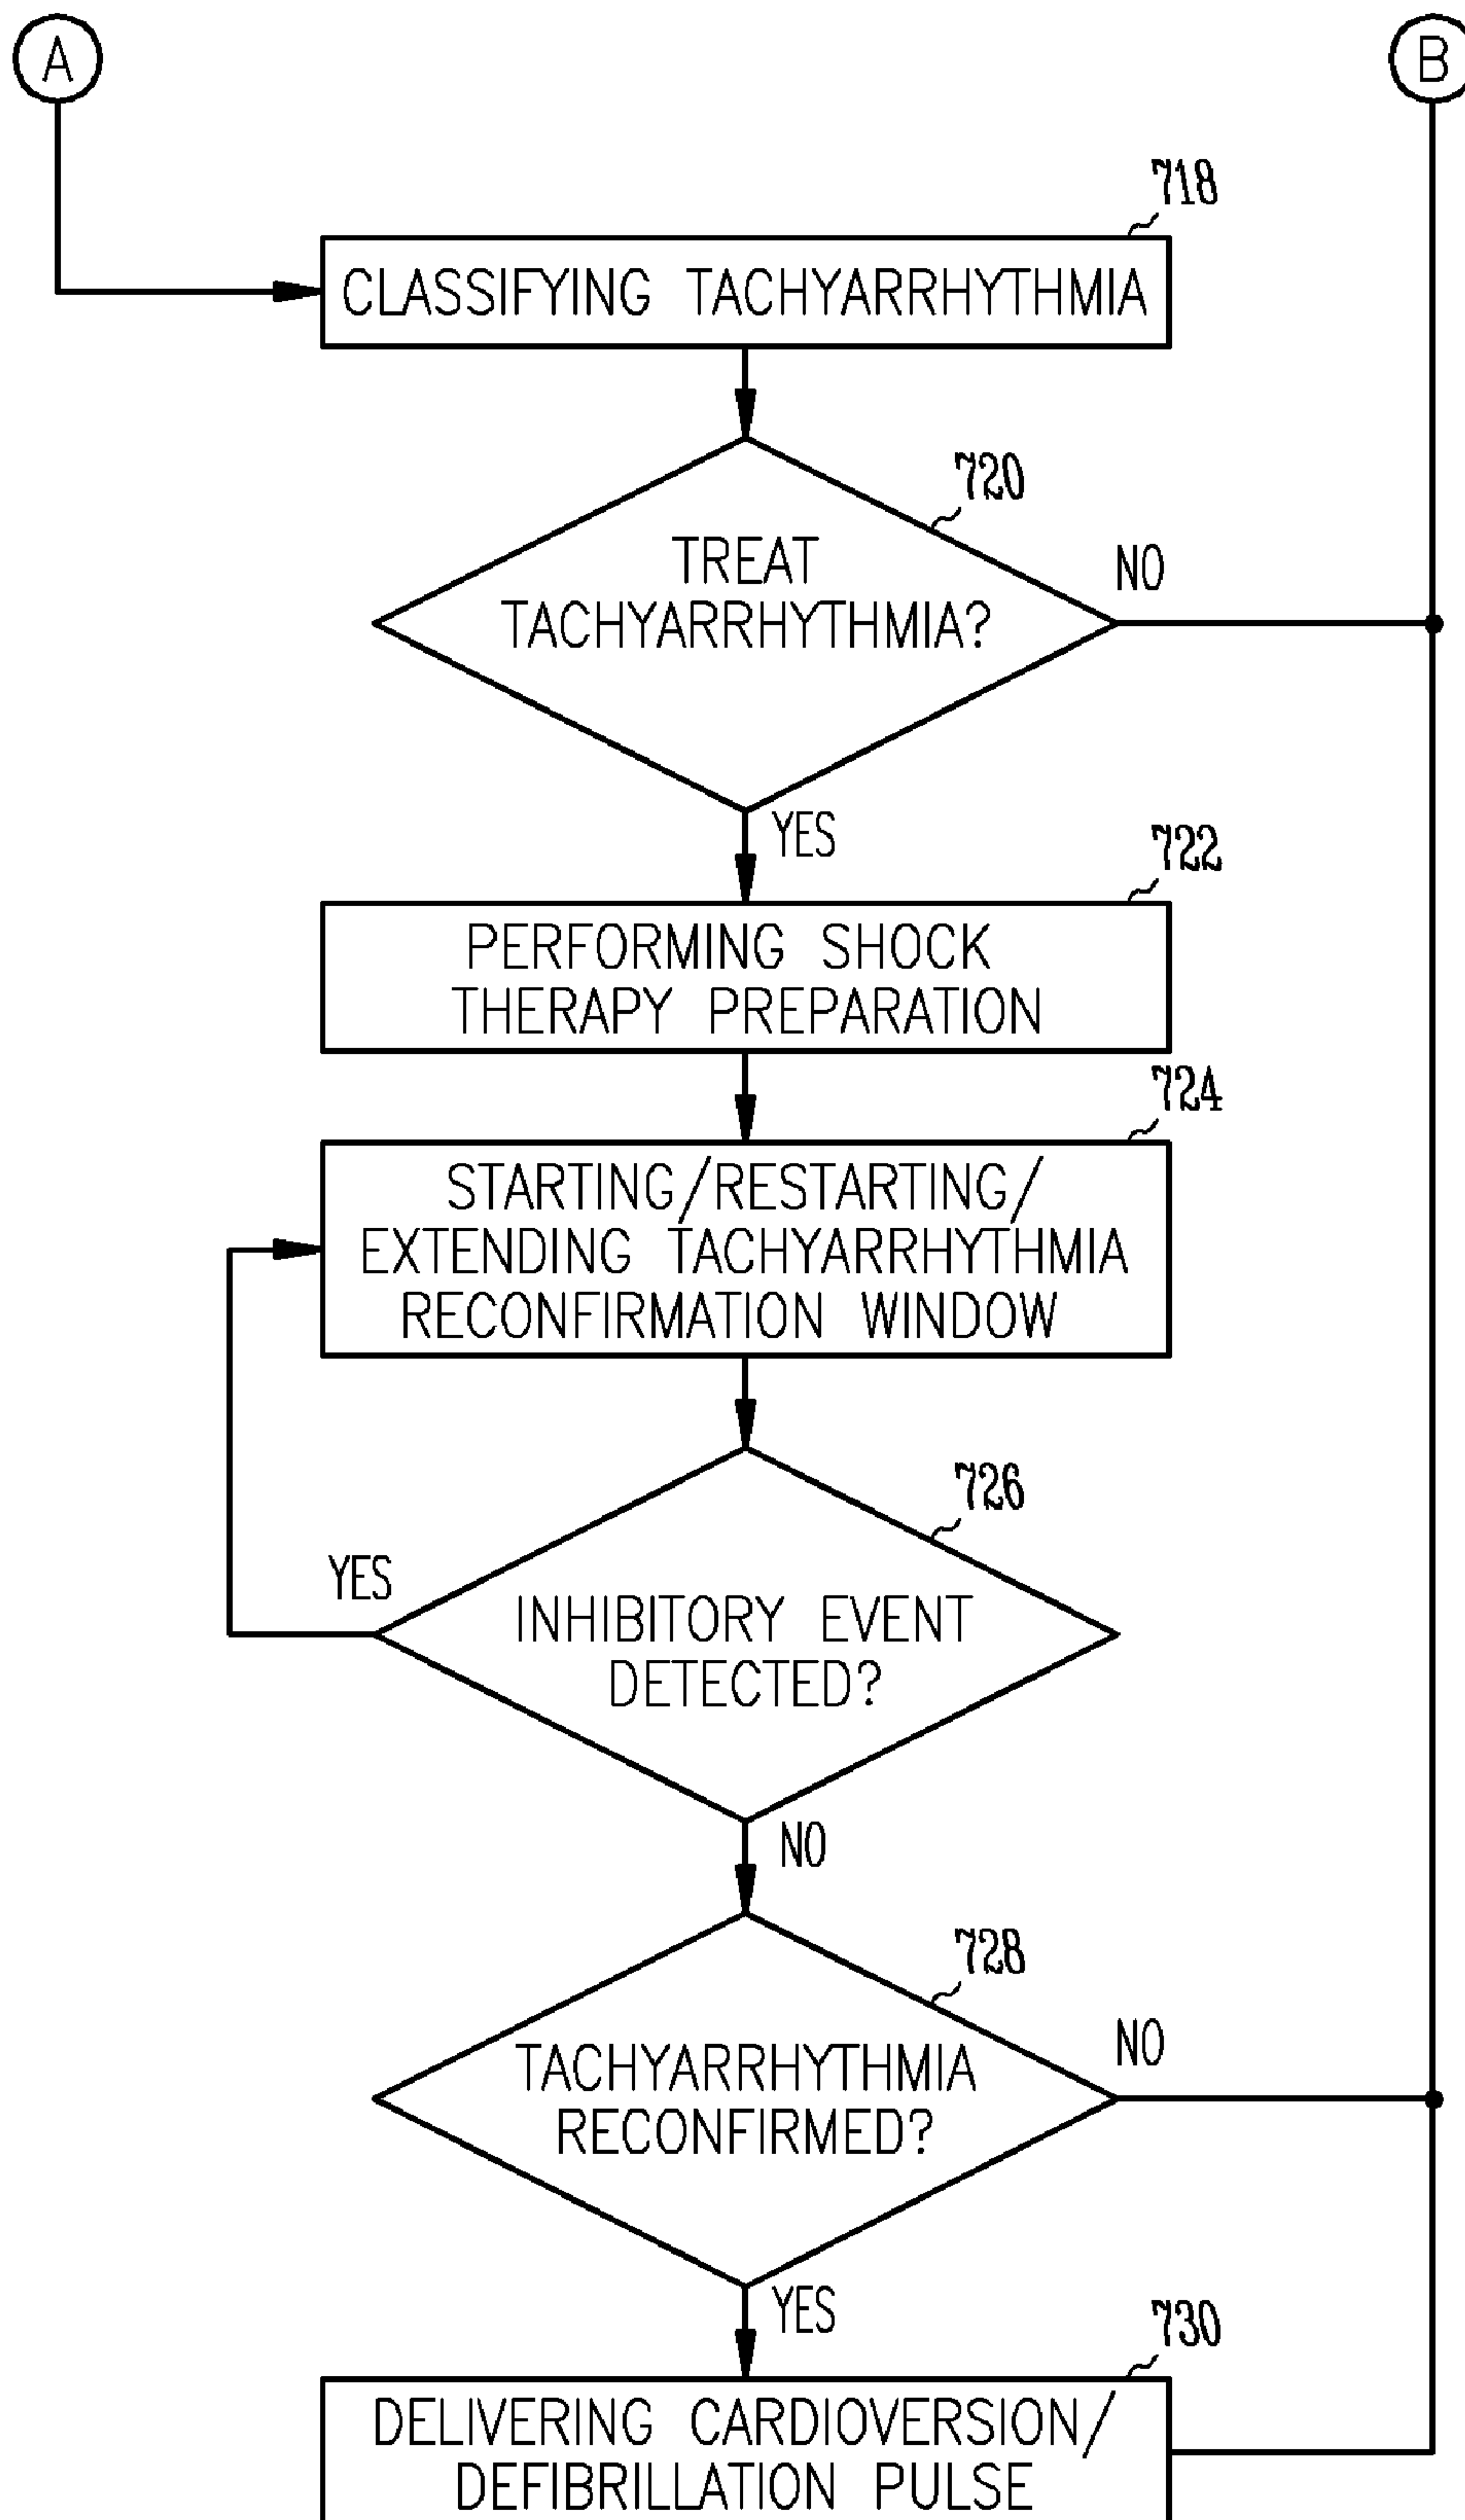 A
B
718
CLASSIFYING TACHYARRHYTHMIA
720
TREAT
TACHYARRHYTHMIA?
NO
YES
722
PERFORMING SHOCK
THERAPY PREPARATION
724
STARTING/RESTARTING/
EXTENDING TACHYARRHYTHMIA
RECONFIRMATION WINDOW
726
YES
INHIBITORY EVENT
DETECTED?
NO
728
TACHYARRHYTHMIA
RECONFIRMED?
NO
YES
730
DELIVERING CARDIOVERSION/
DEFIBRILLATION PULSE